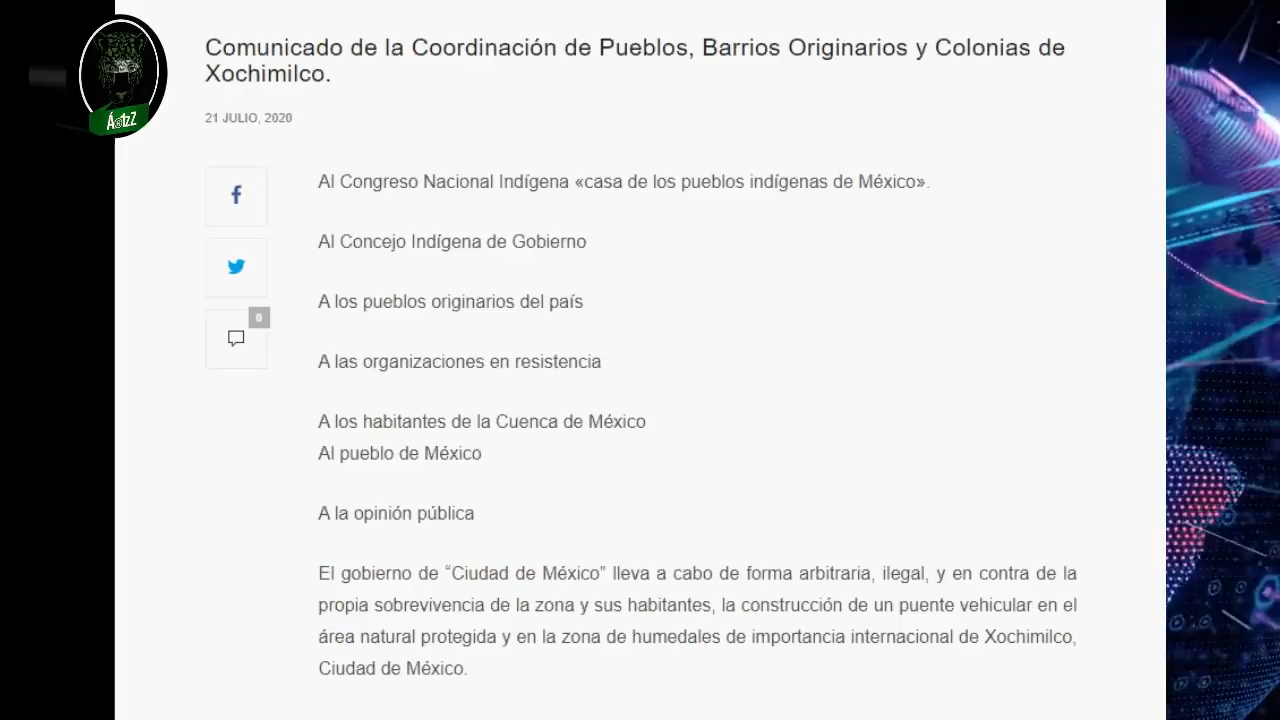 Comunicado de la Coordinación de Pueblos, Barrios Originarios y Colonias de
Xochimilco.
21 JULIO, 2020
0
Al Congreso Nacional Indígena «casa de los pueblos indígenas de México».
Al Concejo Indígena de Gobierno
A los pueblos originarios del país
A las organizaciones en resistencia
A los habitantes de la Cuenca de México
Al pueblo de México
A la opinión pública
El gobierno de “Ciudad de México” lleva a cabo de forma arbitraria, ilegal, y en contra de la
propia sobrevivencia de la zona y sus habitantes, la construcción de un puente vehicular en el
área natural protegida y en la zona de humedales de importancia internacional de Xochimilco,
Ciudad de México.